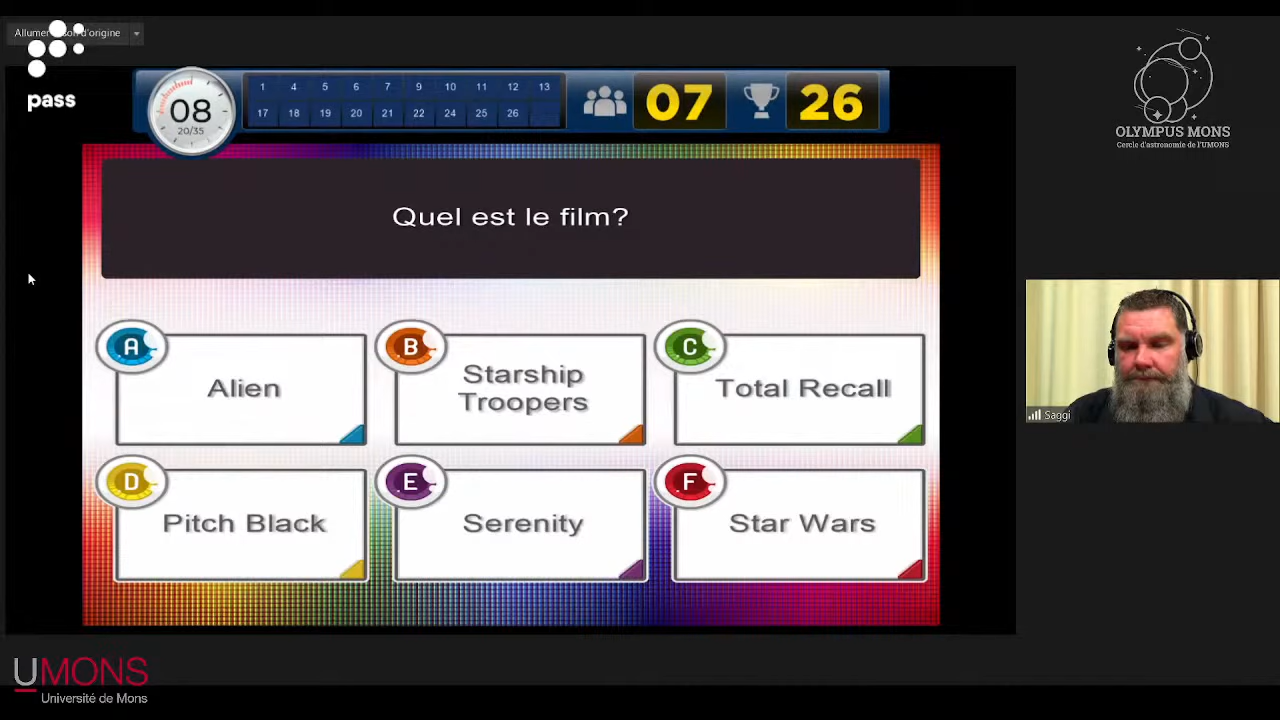 Allumer
son d'origine
pass
08
20/35
1 4 5 6 7 9 10 11 12 13
17 18 19 20 21 22 24 25 26
07
26
OLYMPUS MONS
Cercle d'astronomie de l'UMONS
Quel est le film?
A
Alien
B
Starship
Troopers
C
Total Recall
D
Pitch Black
E
Serenity
F
Star Wars
Saggi
UMONS
Université de Mons